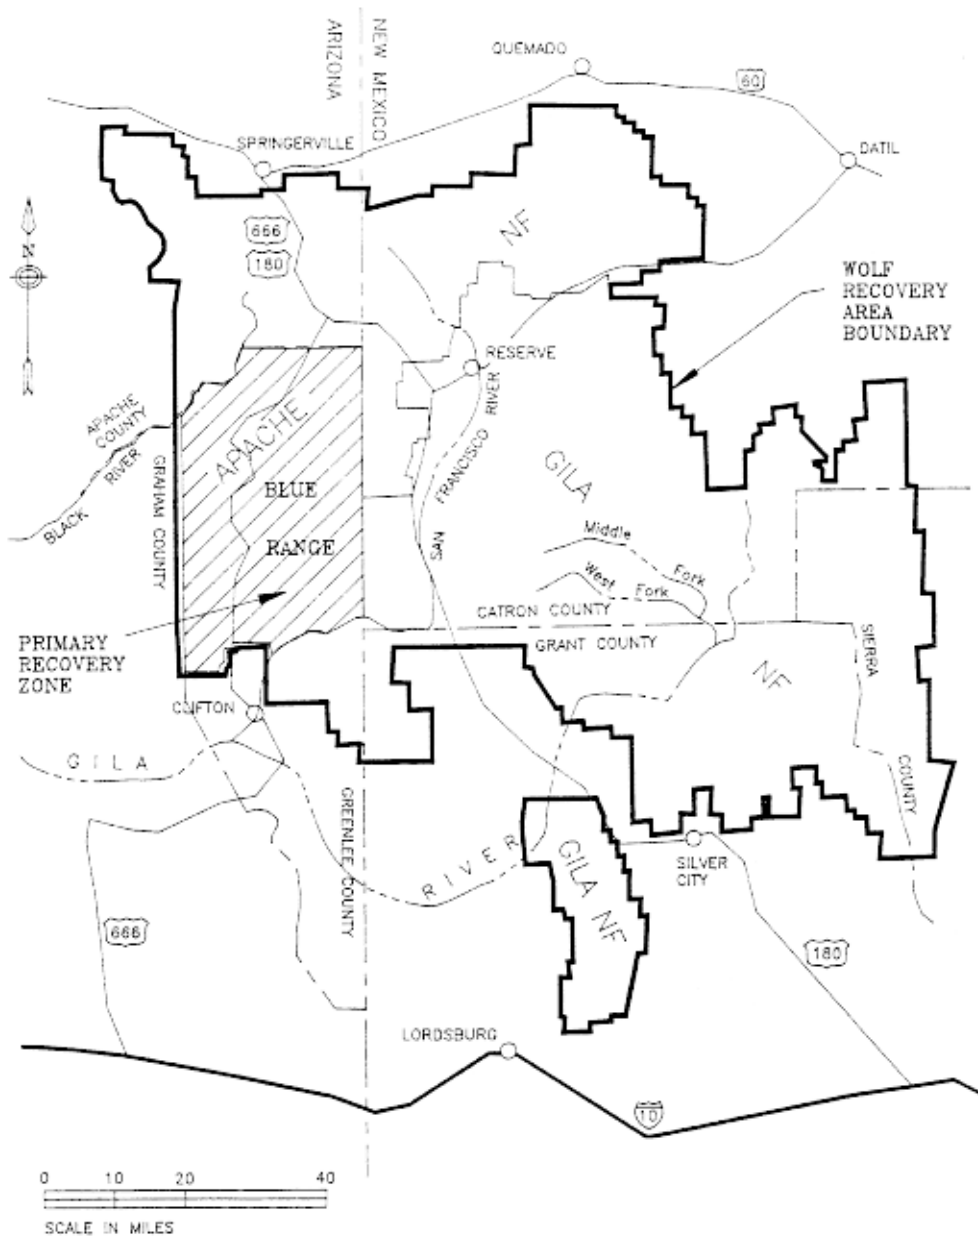 ARIZONA
NEW MEXICO
QUEMADO
60
SPRINGERVILLE
DATIL
N
666
180
NF
WOLF
RECOVERY
AREA
BOUNDARY
RESERVE
APACHE
COUNTY
BLACK RIVER
GRAHAM COUNTY
APACHE
BLUE
RANGE
SAN FRANCISCO RIVER
GILA
Middle Fork
West Fork
CATRON COUNTY
GRANT COUNTY
SIERRA COUNTY
NF
PRIMARY
RECOVERY
ZONE
CLIFTON
GILA RIVER
GREENLEE COUNTY
SILVER
CITY
GILA NF
666
180
LORDSBURG
10
0 10 20 40
SCALE IN MILES